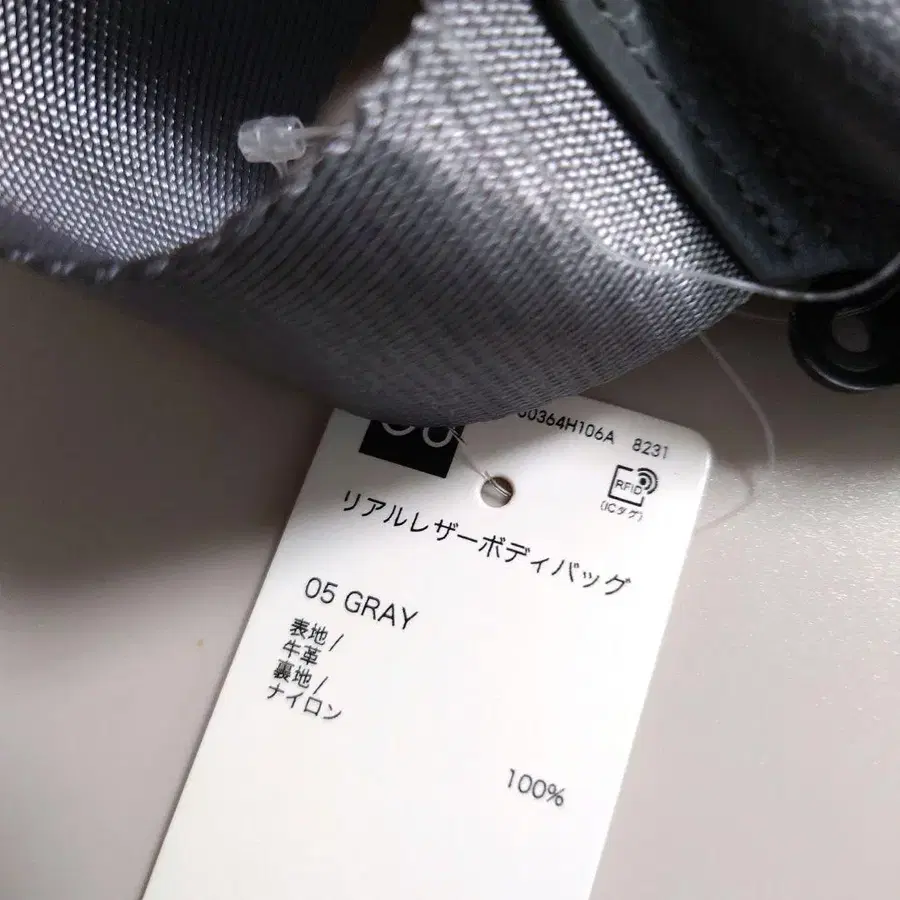 0364H106A 8231
RFID
(ICタグ)
リアルレザーボディバッグ
05 GRAY
表地/
牛革
裏地/
ナイロン
100%